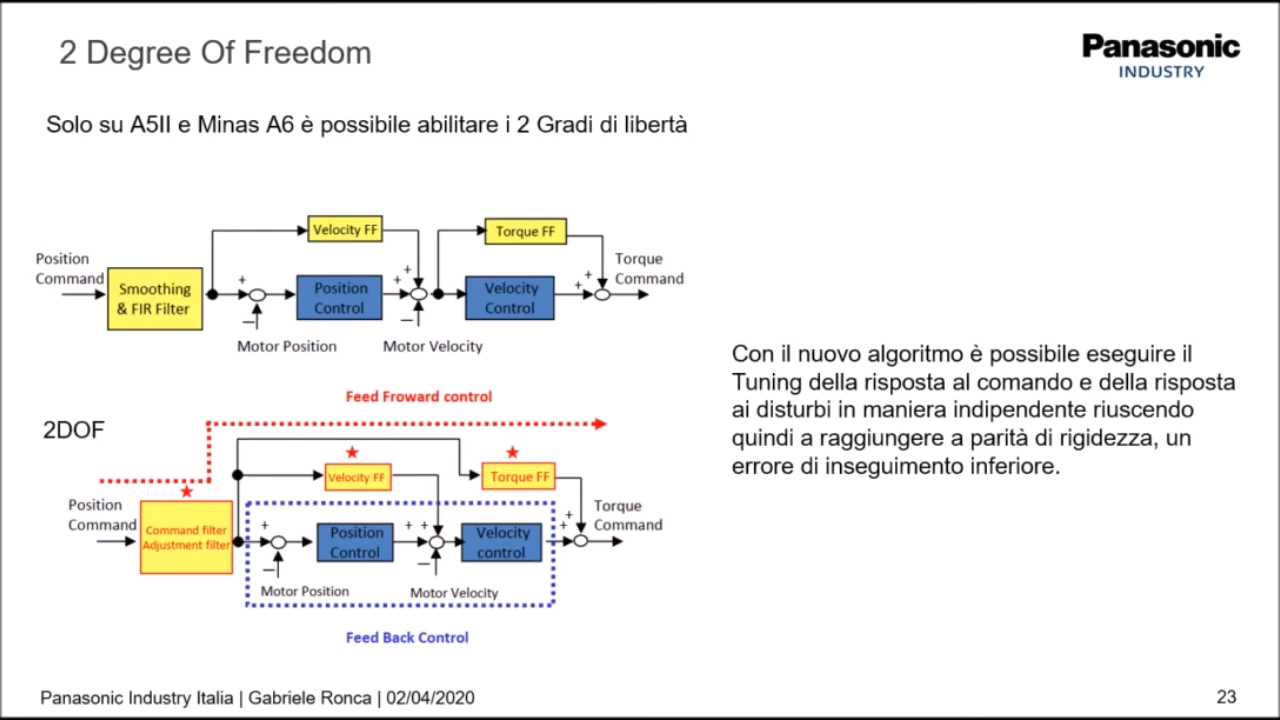 2 Degree Of Freedom
Panasonic
INDUSTRY
Solo su A5II e Minas A6 è possibile abilitare i 2 Gradi di libertà
Velocity FF
Torque FF
Position
Command
Torque
Command
Smoothing
& FIR Filter
+
Position
Control
+
+
Velocity
Control
+
+
Motor Position
Motor Velocity
Con il nuovo algoritmo è possibile eseguire il
Tuning della risposta al comando e della risposta
ai disturbi in maniera indipendente riuscendo
quindi a raggiungere a parità di rigidezza, un
errore di inseguimento inferiore.
Feed Froward control
2DOF
Velocity FF
Torque FF
Position
Command
Torque
Command
Command filter
Adjustment filter
+
Position
Control
+ +
Velocity
control
+
+
Motor Position
Motor Velocity
Feed Back Control
Panasonic Industry Italia | Gabriele Ronca | 02/04/2020
23